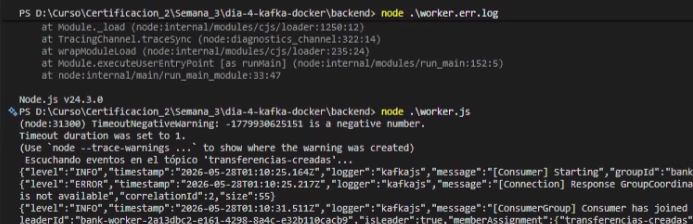 PS D:\Curso\Certificacion_2\Semana_3\dia-4-kafka-docker\backend> node .\worker.err.log
at Module._load (node:internal/modules/cjs/loader:1250:12)
at TracingChannel.traceSync (node:diagnostics_channel:322:14)
at wrapModuleLoad (node:internal/modules/cjs/loader:235:24)
at Module.executeUserEntryPoint [as runMain] (node:internal/modules/run_main:152:5)
at node:internal/main/run_main_module:33:47
Node.js v24.3.0
PS D:\Curso\Certificacion_2\Semana_3\dia-4-kafka-docker\backend> node .\worker.js
(node:31300) TimeoutNegativeWarning: -1779930625151 is a negative number.
Timeout duration was set to 1.
(Use `node --trace-warnings ...` to show where the warning was created)
Escuchando eventos en el tópico 'transferencias-creadas'...
{"level":"INFO","timestamp":"2026-05-28T01:10:25.164Z","logger":"kafkajs","message":"[Consumer] Starting","groupId":"bank
{"level":"ERROR","timestamp":"2026-05-28T01:10:25.217Z","logger":"kafkajs","message":"[Connection] Response GroupCoordina
is not available","correlationId":2,"size":55}
{"level":"INFO","timestamp":"2026-05-28T01:10:31.511Z","logger":"kafkajs","message":"[ConsumerGroup] Consumer has joined
leaderId":"bank-worker-2a13dbc2-e161-4298-8a4c-e32b110cacb9","isLeader":true,"memberAssignment":{"transferencias-creadas